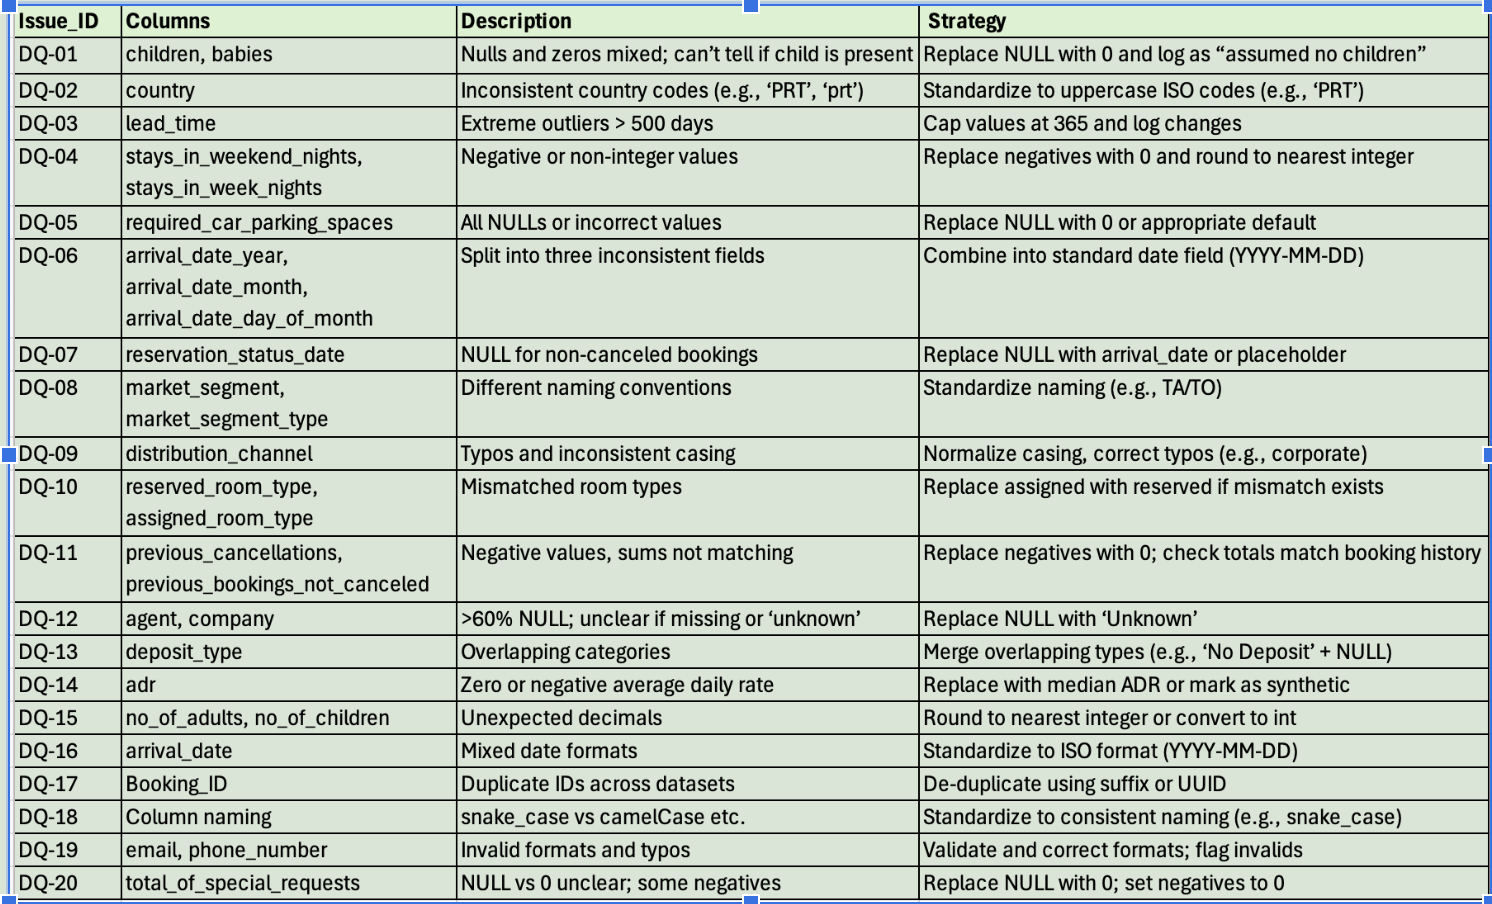 Issue_ID Columns Description Strategy
DQ-01 children, babies Nulls and zeros mixed; can’t tell if child is present Replace NULL with 0 and log as “assumed no children”
DQ-02 country Inconsistent country codes (e.g., ‘PRT’, ‘prt’) Standardize to uppercase ISO codes (e.g., ‘PRT’)
DQ-03 lead_time Extreme outliers > 500 days Cap values at 365 and log changes
DQ-04 stays_in_weekend_nights, Negative or non-integer values Replace negatives with 0 and round to nearest integer
stays_in_week_nights
DQ-05 required_car_parking_spaces All NULLs or incorrect values Replace NULL with 0 or appropriate default
DQ-06 arrival_date_year, Split into three inconsistent fields Combine into standard date field (YYYY-MM-DD)
arrival_date_month,
arrival_date_day_of_month
DQ-07 reservation_status_date NULL for non-canceled bookings Replace NULL with arrival_date or placeholder
DQ-08 market_segment, Different naming conventions Standardize naming (e.g., TA/TO)
market_segment_type
DQ-09 distribution_channel Typos and inconsistent casing Normalize casing, correct typos (e.g., corporate)
DQ-10 reserved_room_type, Mismatched room types Replace assigned with reserved if mismatch exists
assigned_room_type
DQ-11 previous_cancellations, Negative values, sums not matching Replace negatives with 0; check totals match booking history
previous_bookings_not_canceled
DQ-12 agent, company >60% NULL; unclear if missing or ‘unknown’ Replace NULL with ‘Unknown’
DQ-13 deposit_type Overlapping categories Merge overlapping types (e.g., ‘No Deposit’ + NULL)
DQ-14 adr Zero or negative average daily rate Replace with median ADR or mark as synthetic
DQ-15 no_of_adults, no_of_children Unexpected decimals Round to nearest integer or convert to int
DQ-16 arrival_date Mixed date formats Standardize to ISO format (YYYY-MM-DD)
DQ-17 Booking_ID Duplicate IDs across datasets De-duplicate using suffix or UUID
DQ-18 Column naming snake_case vs camelCase etc. Standardize to consistent naming (e.g., snake_case)
DQ-19 email, phone_number Invalid formats and typos Validate and correct formats; flag invalids
DQ-20 total_of_special_requests NULL vs 0 unclear; some negatives Replace NULL with 0; set negatives to 0